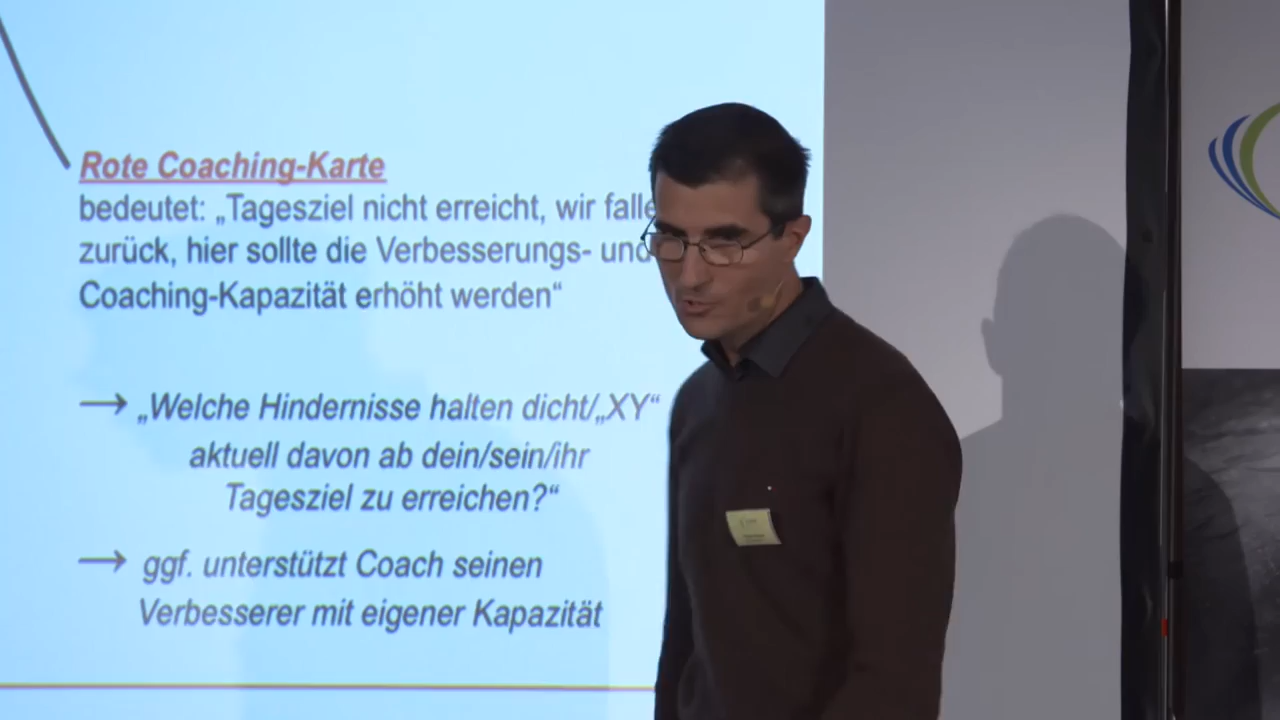 Rote Coaching-Karte
bedeutet: „Tagesziel nicht erreicht, wir falle
zurück, hier sollte die Verbesserungs- und
Coaching-Kapazität erhöht werden“
→ „Welche Hindernisse halten dicht/„XY“
aktuell davon ab dein/sein/ihr
Tagesziel zu erreichen?“
→ ggf. unterstützt Coach seinen
Verbesserer mit eigener Kapazität